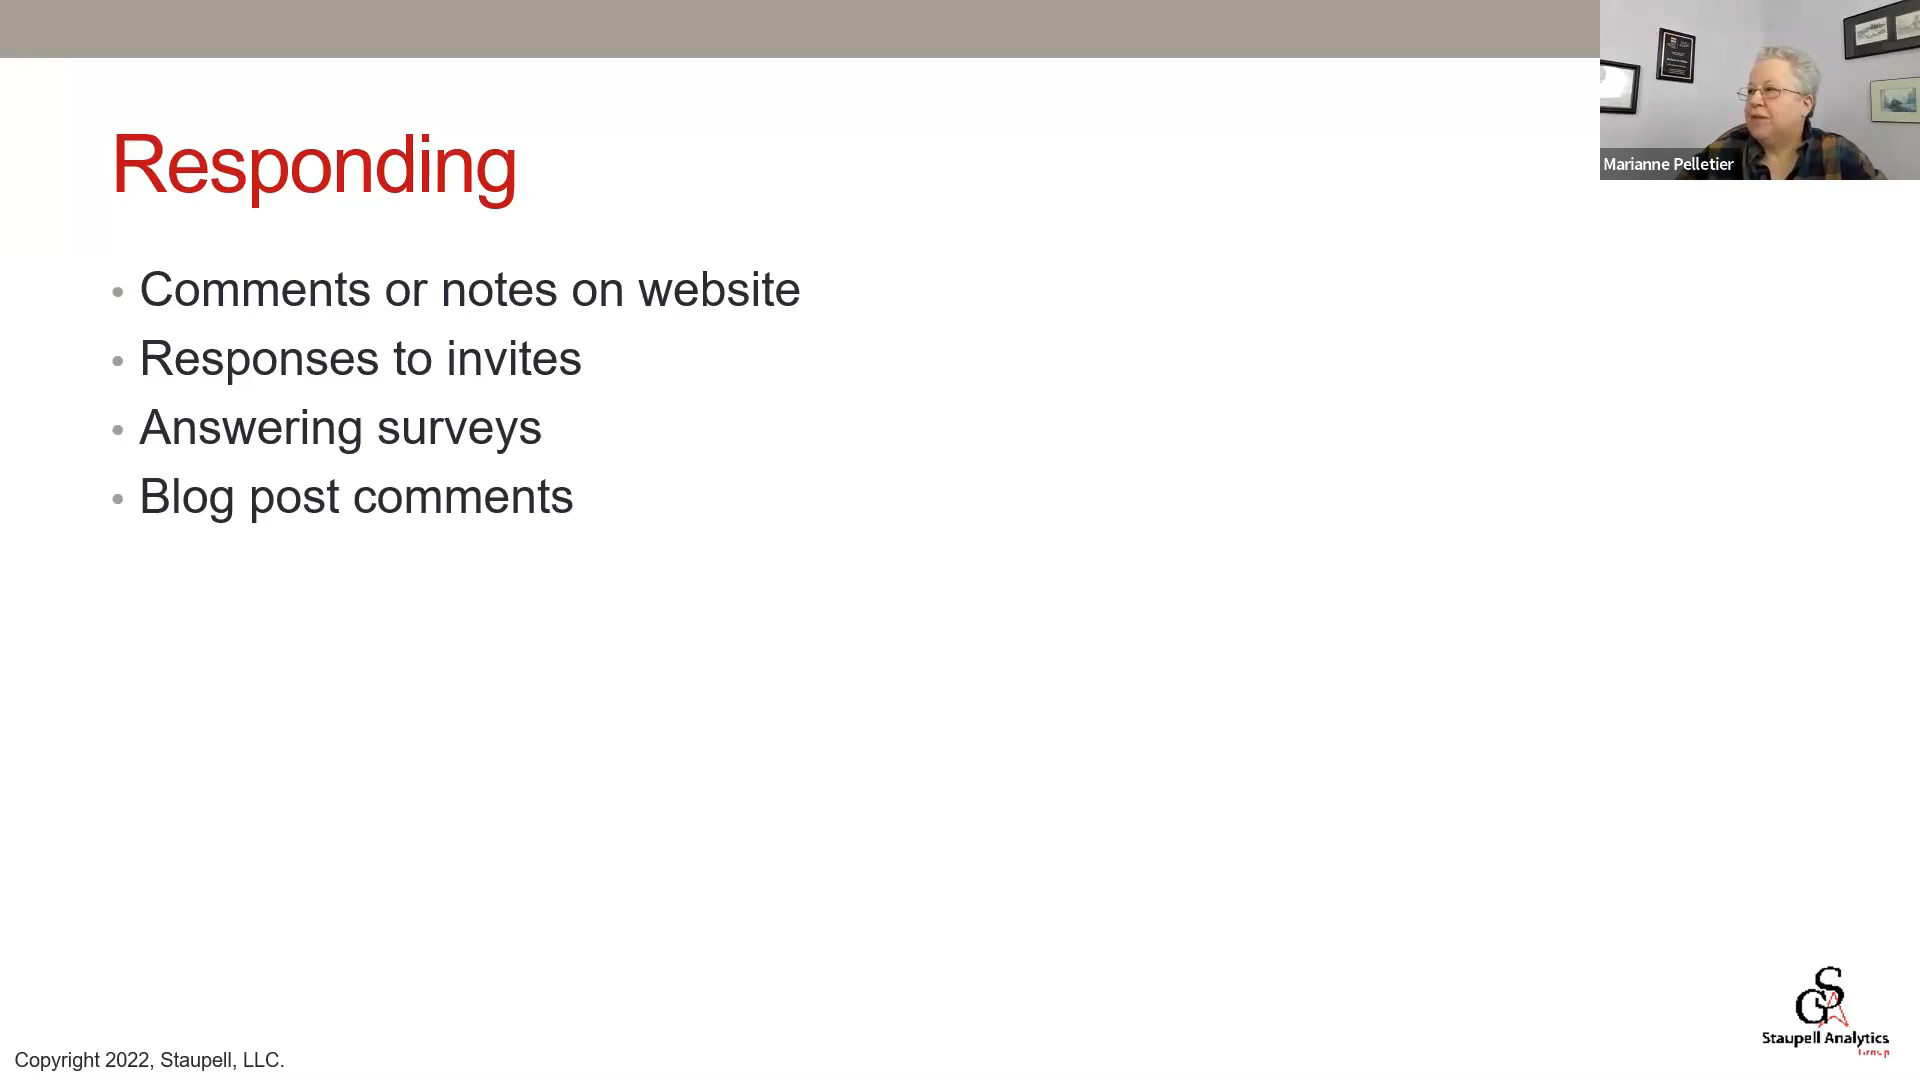 Marianne Pelletier
Responding
• Comments or notes on website
• Responses to invites
• Answering surveys
• Blog post comments
Staupell Analytics
Group
Copyright 2022, Staupell, LLC.